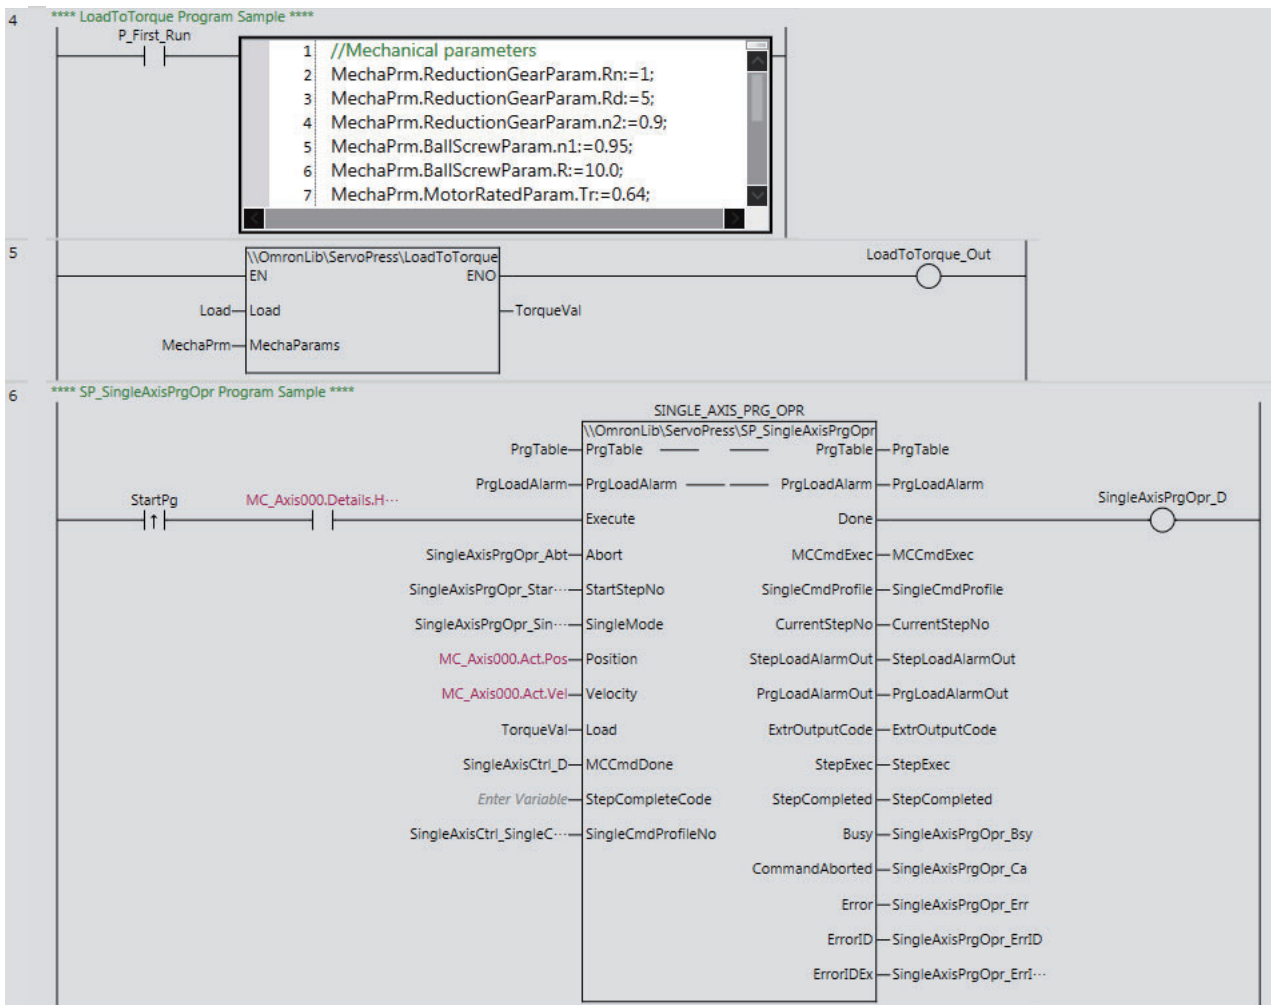 4
**** LoadToTorque Program Sample ****
P_First_Run
1 //Mechanical parameters
2 MechaPrm.ReductionGearParam.Rn:=1;
3 MechaPrm.ReductionGearParam.Rd:=5;
4 MechaPrm.ReductionGearParam.n2:=0.9;
5 MechaPrm.BallScrewParam.n1:=0.95;
6 MechaPrm.BallScrewParam.R:=10.0;
7 MechaPrm.MotorRatedParam.Tr:=0.64;
5
\\OmronLib\ServoPress\LoadToTorque
LoadToTorque_Out
EN ENO
Load Load TorqueVal
MechaPrm MechaParams
6
**** SP_SingleAxisPrgOpr Program Sample ****
SINGLE_AXIS_PRG_OPR
\\OmronLib\ServoPress\SP_SingleAxisPrgOpr
PrgTable PrgTable PrgTable PrgTable
PrgLoadAlarm PrgLoadAlarm PrgLoadAlarm PrgLoadAlarm
StartPg MC_Axis000.Details.H··· SingleAxisPrgOpr_D
Execute Done
SingleAxisPrgOpr_Abt Abort MCCmdExec MCCmdExec
SingleAxisPrgOpr_Star··· StartStepNo SingleCmdProfile SingleCmdProfile
SingleAxisPrgOpr_Sin··· SingleMode CurrentStepNo CurrentStepNo
MC_Axis000.Act.Pos Position StepLoadAlarmOut StepLoadAlarmOut
MC_Axis000.Act.Vel Velocity PrgLoadAlarmOut PrgLoadAlarmOut
TorqueVal Load ExtrOutputCode ExtrOutputCode
SingleAxisCtrl_D MCCmdDone StepExec StepExec
Enter Variable StepCompleteCode StepCompleted StepCompleted
SingleAxisCtrl_SingleC··· SingleCmdProfileNo Busy SingleAxisPrgOpr_Bsy
CommandAborted SingleAxisPrgOpr_Ca
Error SingleAxisPrgOpr_Err
ErrorID SingleAxisPrgOpr_ErrID
ErrorIDEx SingleAxisPrgOpr_ErrI···